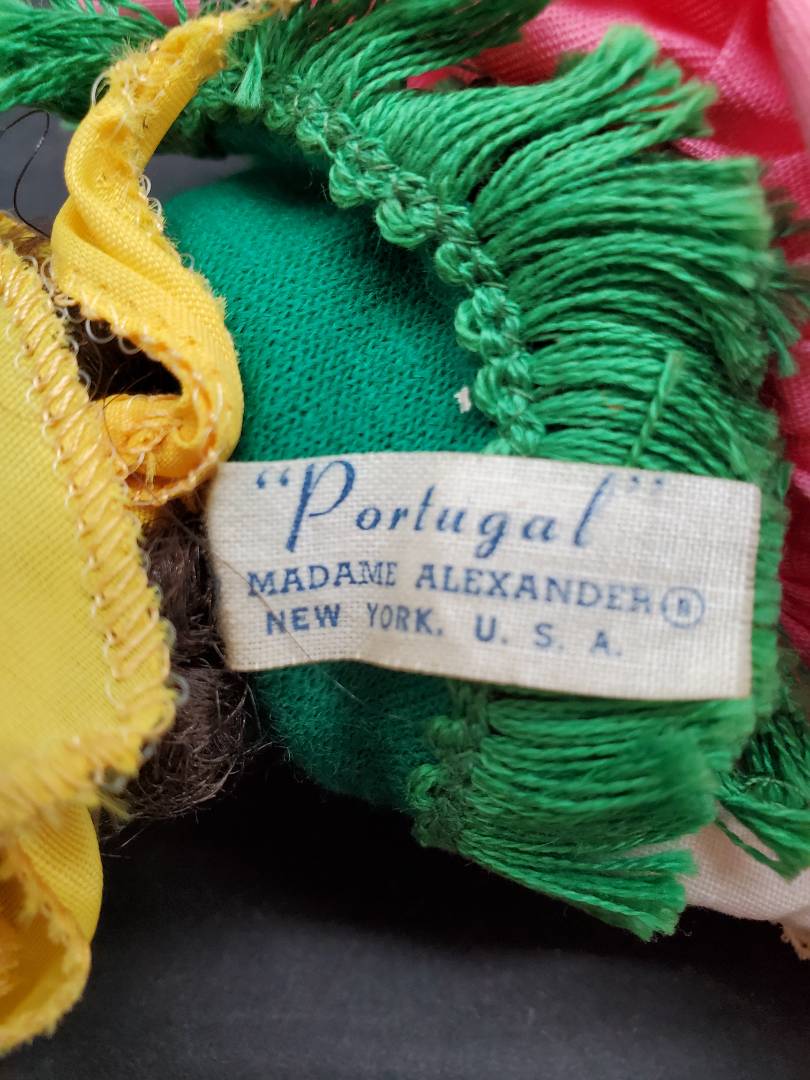 “Portugal”
MADAME ALEXANDER®
NEW YORK. U. S. A.